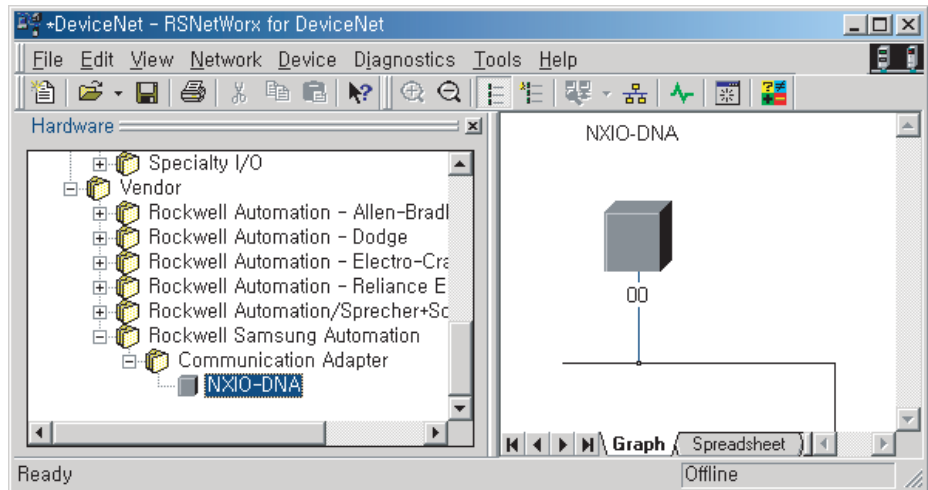 *DeviceNet - RSNetWorx for DeviceNet
File Edit View Network Device Diagnostics Tools Help
Hardware
Specialty I/O
Vendor
Rockwell Automation - Allen-Bradl
Rockwell Automation - Dodge
Rockwell Automation - Electro-Cra
Rockwell Automation - Reliance E
Rockwell Automation/Sprecher+Sc
Rockwell Samsung Automation
Communication Adapter
NXIO-DNA
NXIO-DNA
00
Graph Spreadsheet
Ready Offline